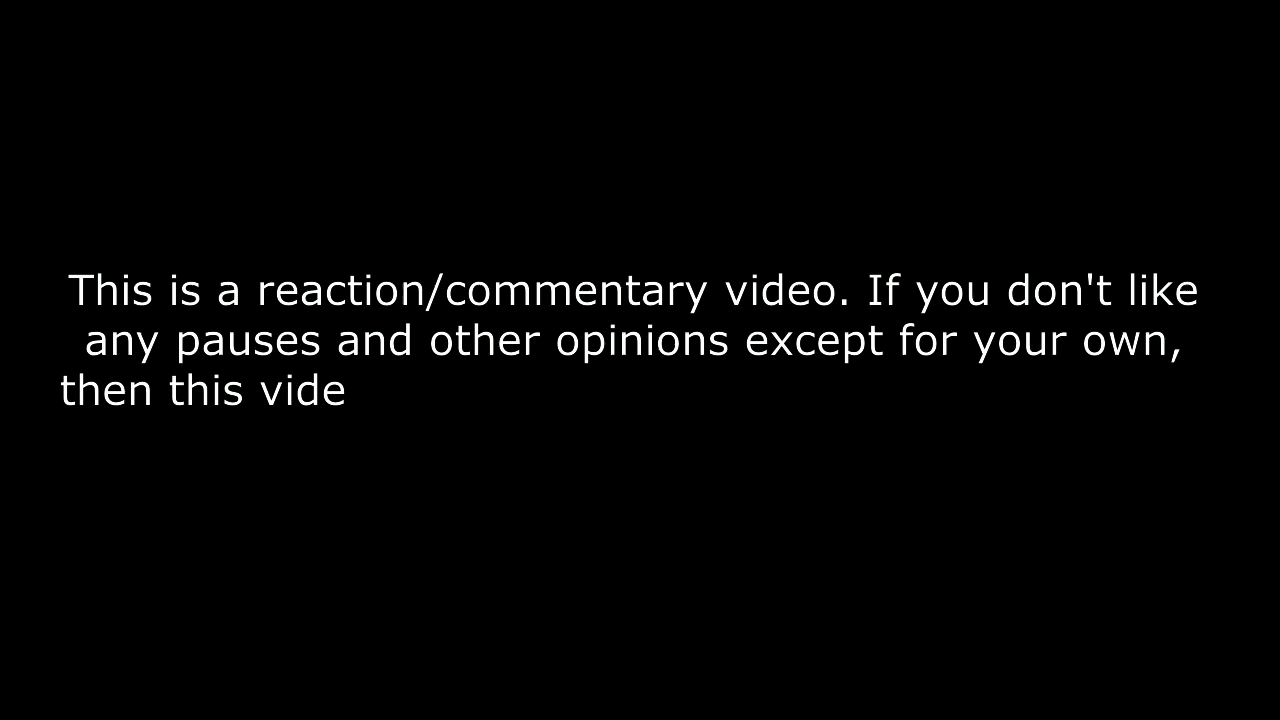 This is a reaction/commentary video. If you don't like
any pauses and other opinions except for your own,
then this vide